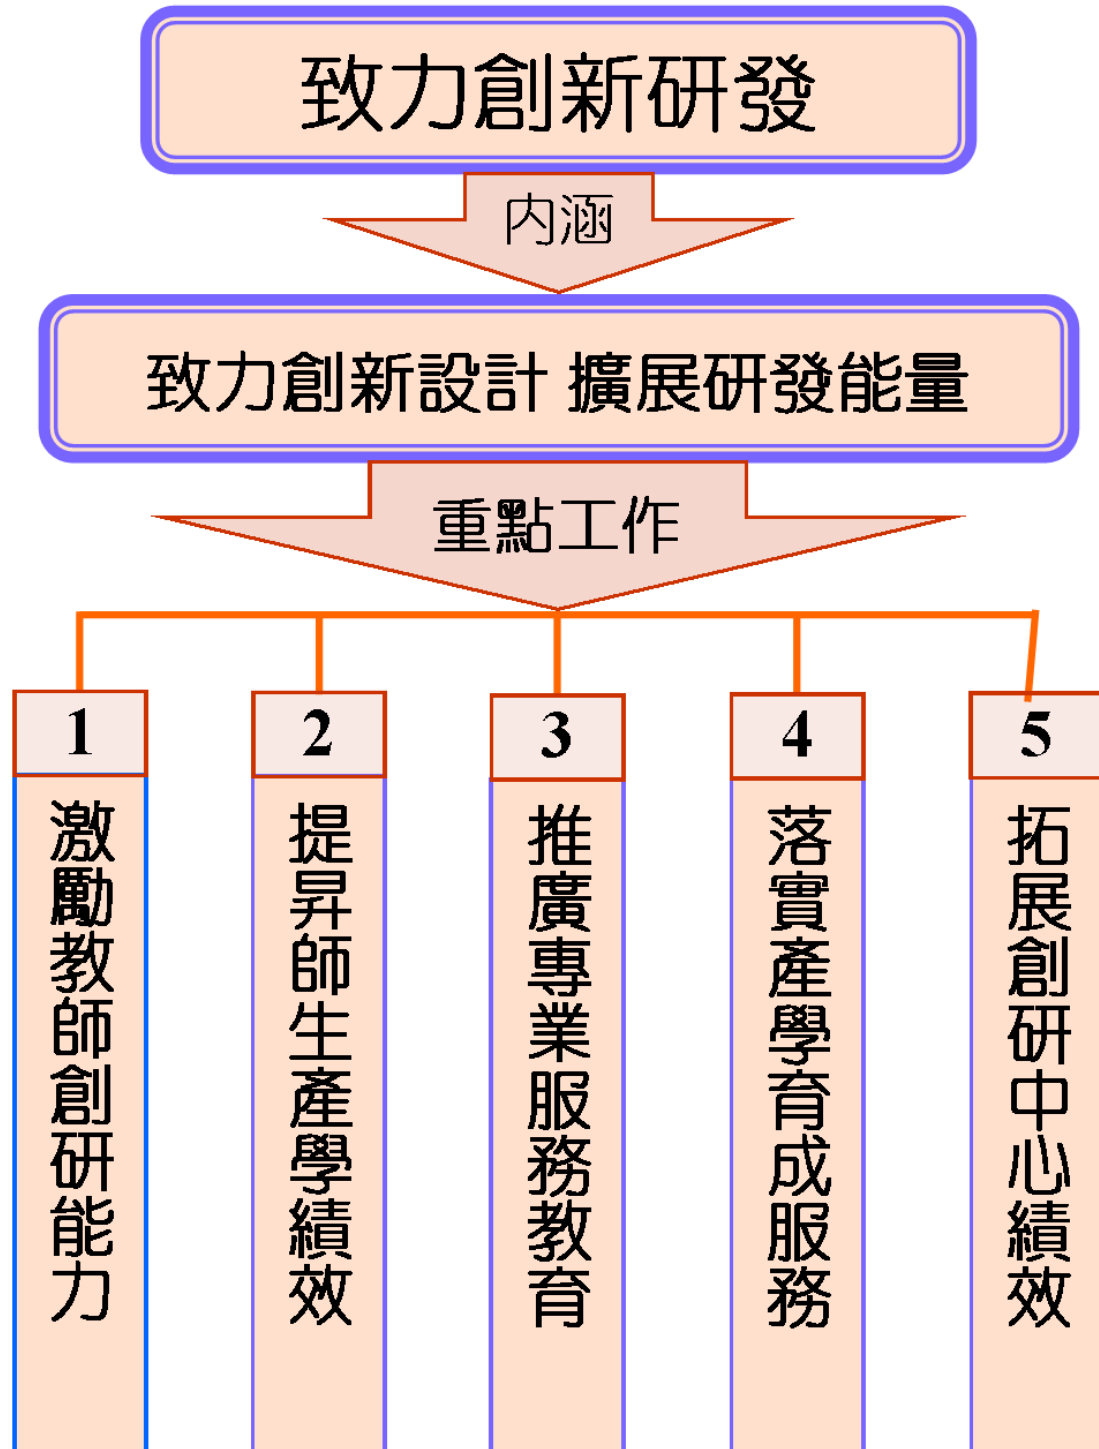 致力創新研發
內涵
致力創新設計 擴展研發能量
重點工作
1
激勵教師創研能力
2
提昇師生產學績效
3
推廣專業服務教育
4
落實產學育成服務
5
拓展創研中心績效